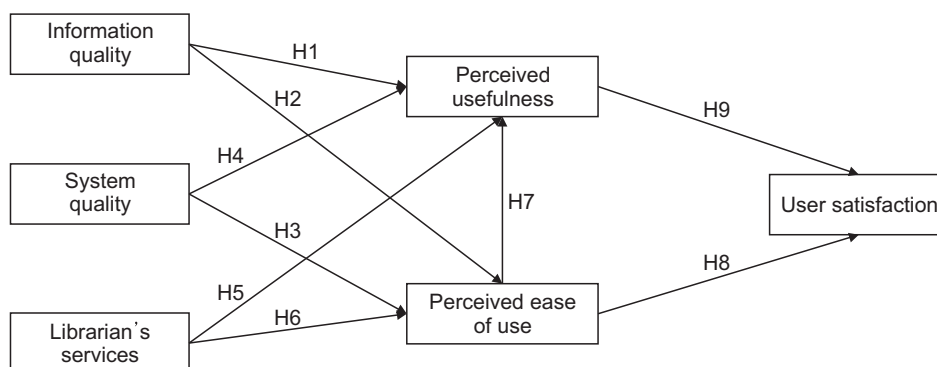 Information
quality
H1
Perceived
usefulness
H2
H9
H4
System
quality
H7
User satisfaction
H3
H8
H5
Perceived ease
of use
H6
Librarian’s
services